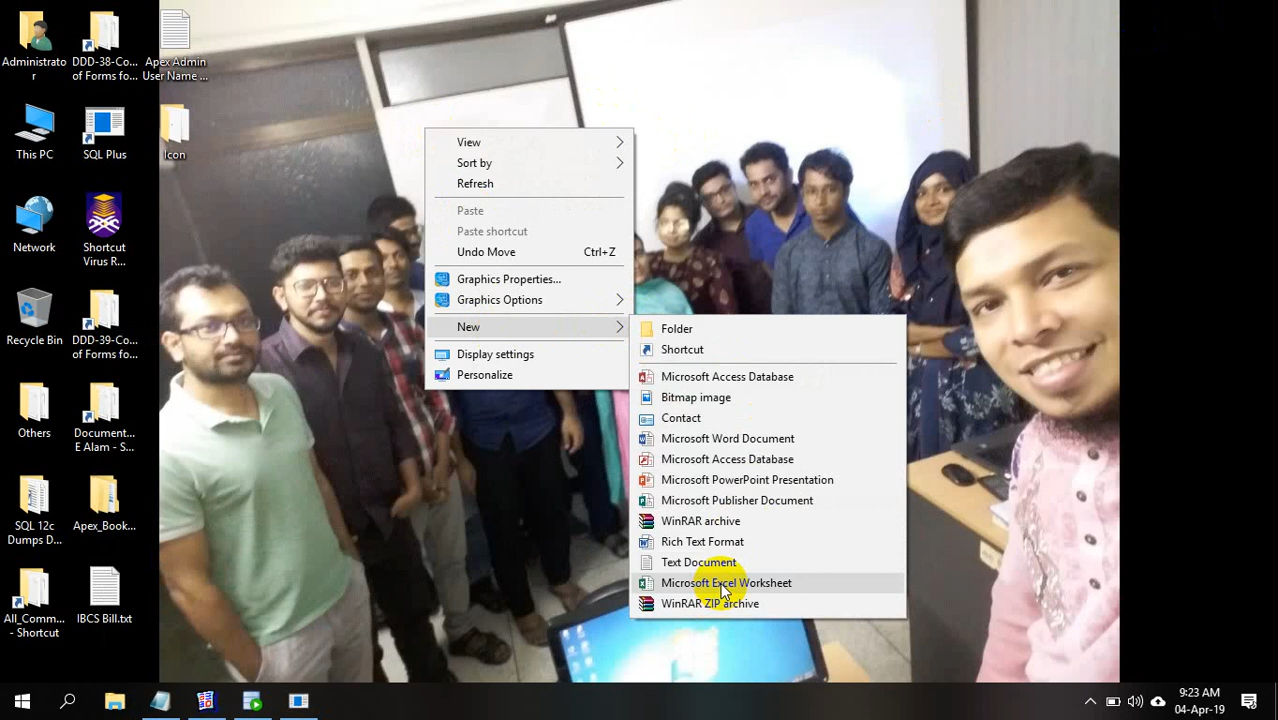 Administrato
r
DDD-38-Co...
of Forms fo...
Apex Admin
User Name ...
This PC
SQL Plus
Icon
Network
Shortcut
Virus R...
Recycle Bin
DDD-39-Co...
of Forms fo...
Others
Document...
E Alam - S...
SQL 12c
Dumps D...
Apex_Book...
All_Comm...
- Shortcut
IBCS Bill.txt
View
Sort by
Refresh
Paste
Paste shortcut
Undo Move Ctrl+Z
Graphics Properties...
Graphics Options
New
Display settings
Personalize
Folder
Shortcut
Microsoft Access Database
Bitmap image
Contact
Microsoft Word Document
Microsoft Access Database
Microsoft PowerPoint Presentation
Microsoft Publisher Document
WinRAR archive
Rich Text Format
Text Document
Microsoft Excel Worksheet
WinRAR ZIP archive
9:23 AM
04-Apr-19